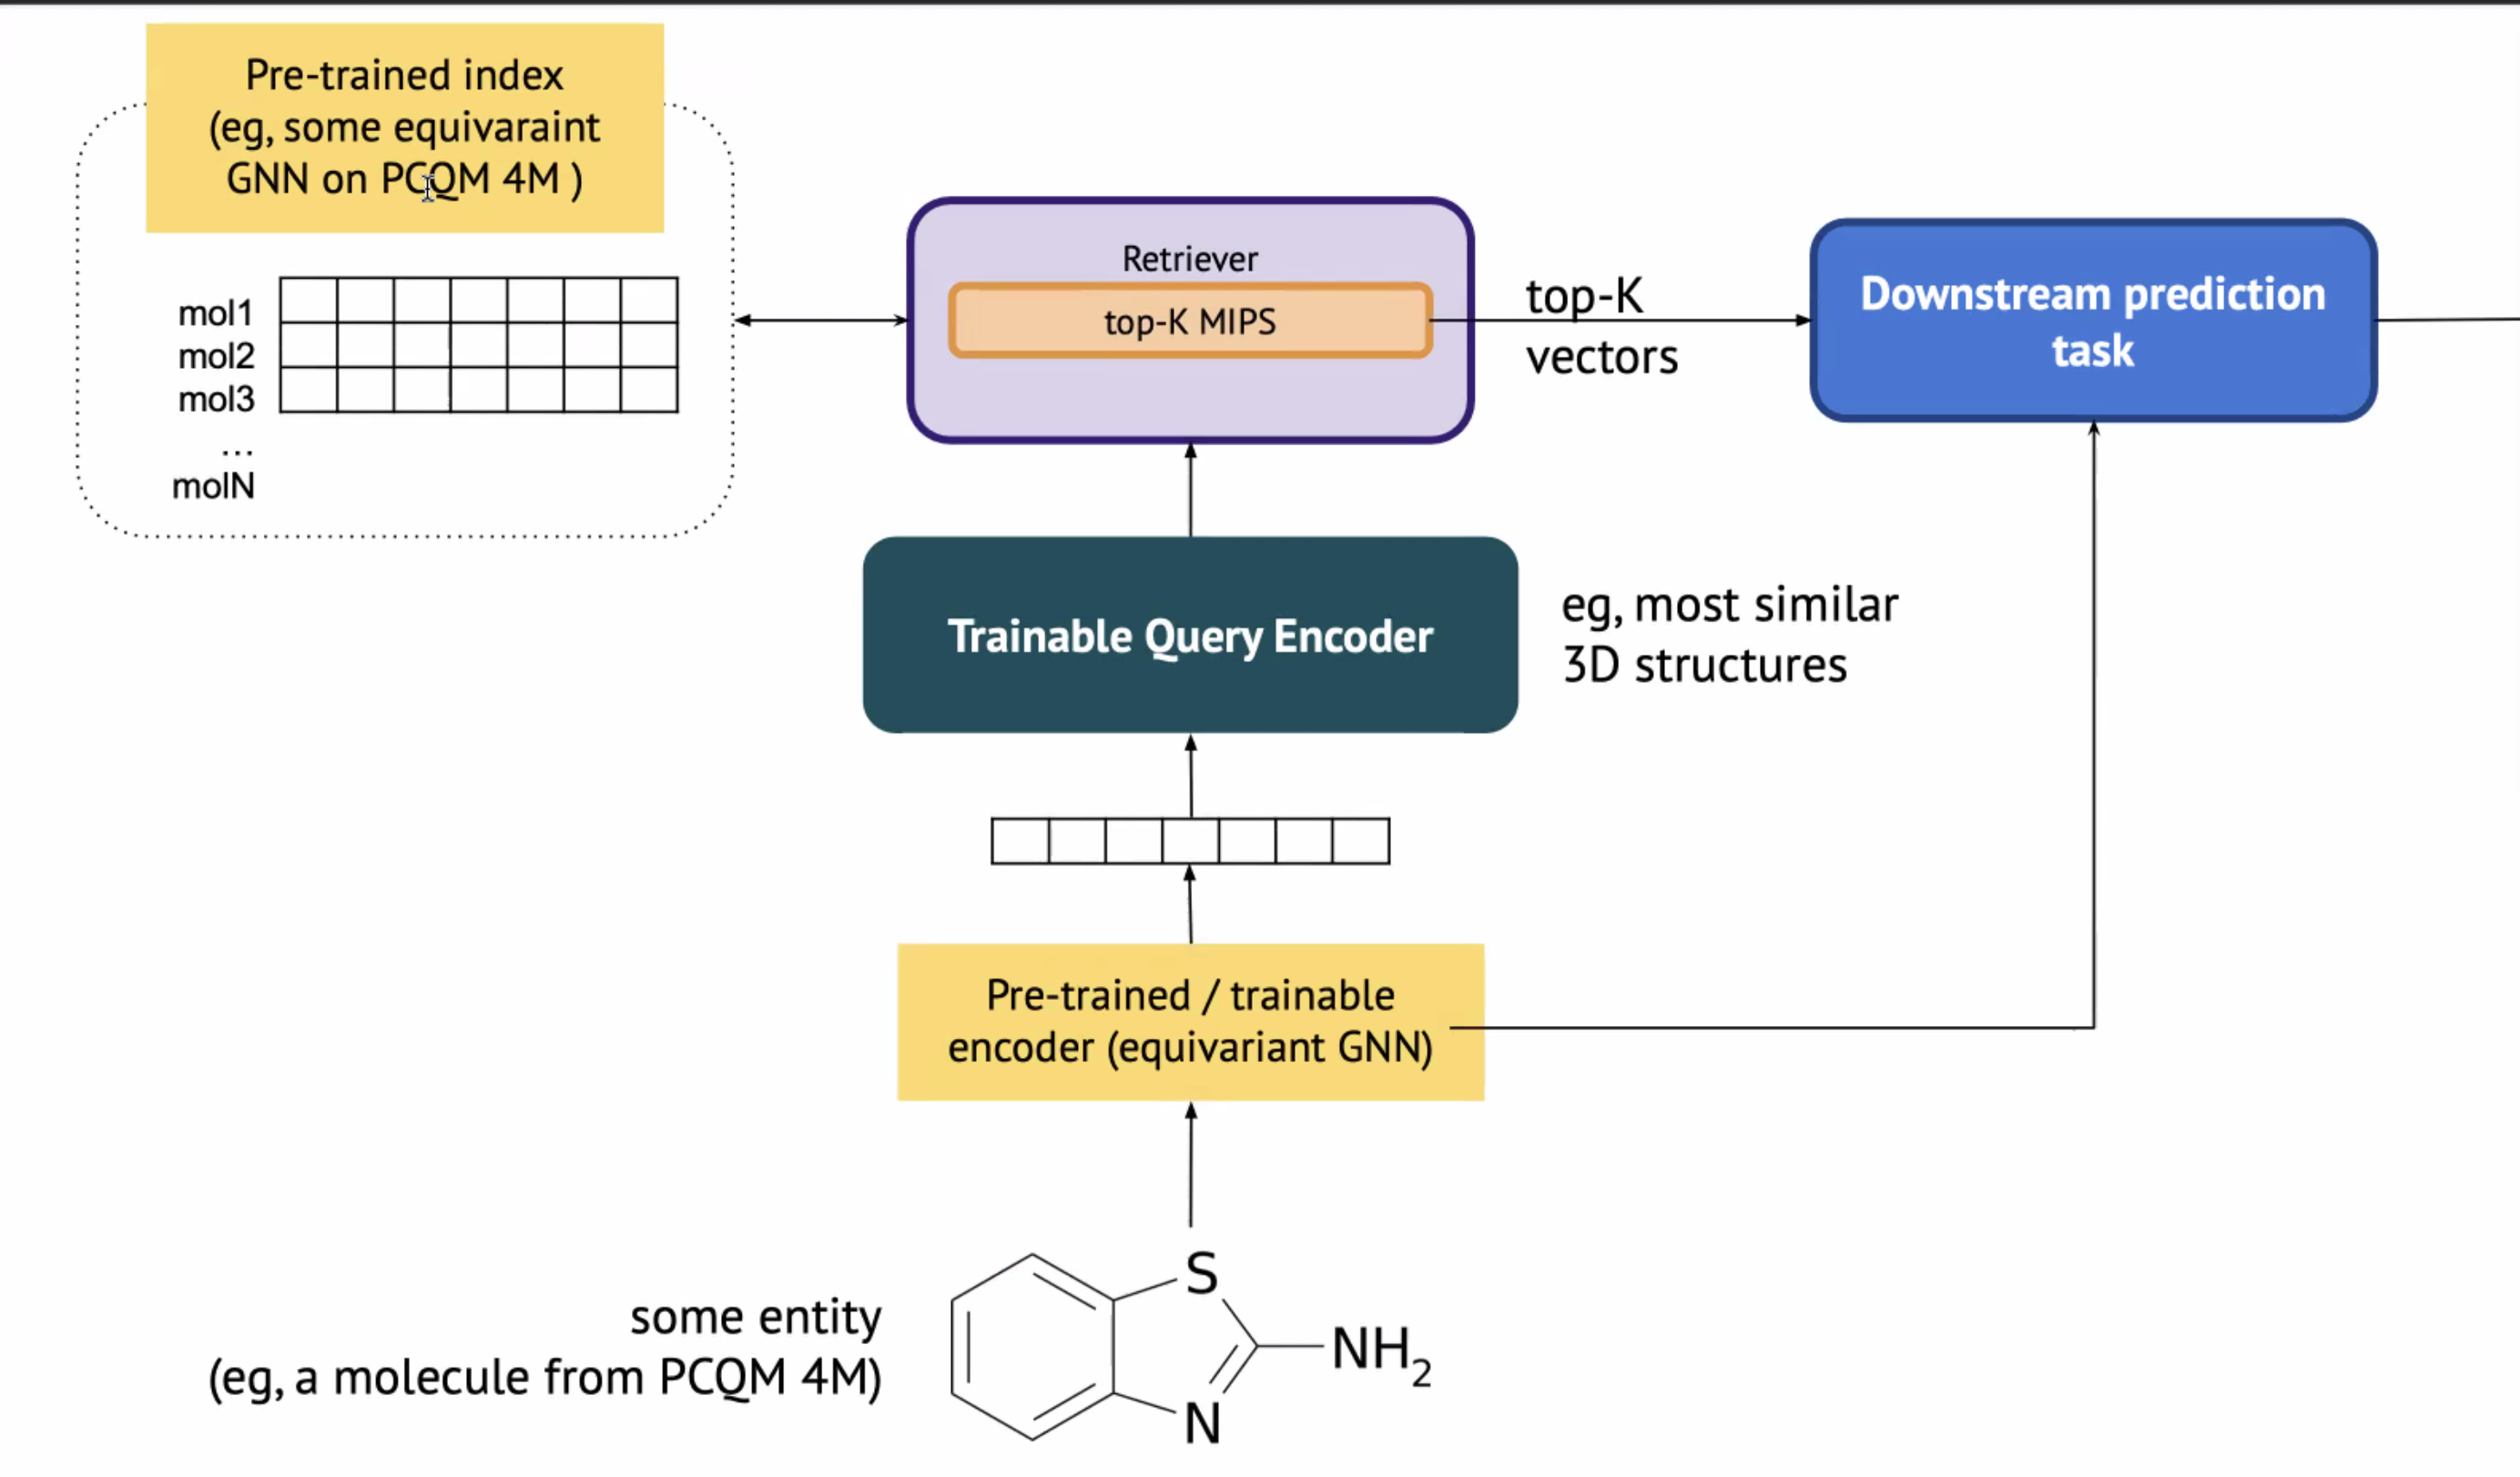 Pre-trained index
(eg, some equivaraint
GNN on PCQM 4M )
mol1
mol2
mol3
...
molN
Retriever
top-K MIPS
top-K
vectors
Downstream prediction
task
Trainable Query Encoder
eg, most similar
3D structures
Pre-trained / trainable
encoder (equivariant GNN)
some entity
(eg, a molecule from PCQM 4M)
S
NH2
N